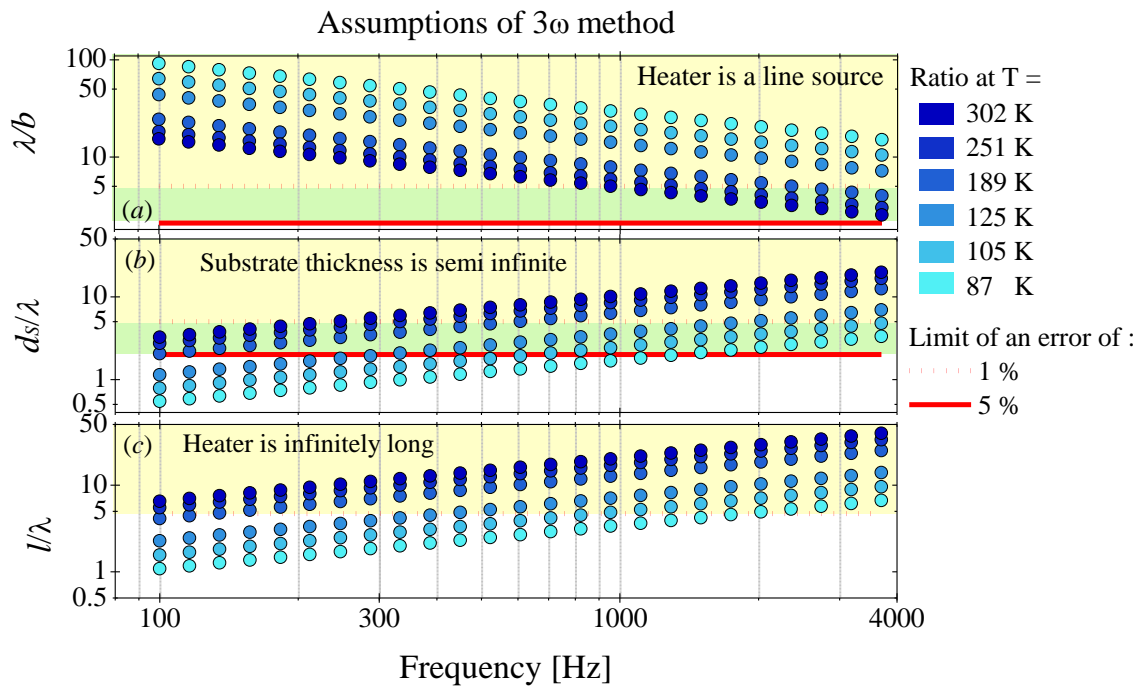 Assumptions of 3ω method
λ/b
100
50
10
5
Heater is a line source
(a)
Ratio at T =
302 K
251 K
189 K
125 K
105 K
87 K
dS/λ
50
10
5
1
0.5
(b)
Substrate thickness is semi infinite
Limit of an error of :
1 %
5 %
l/λ
50
10
5
1
0.5
(c) Heater is infinitely long
100 300 1000 4000
Frequency [Hz]